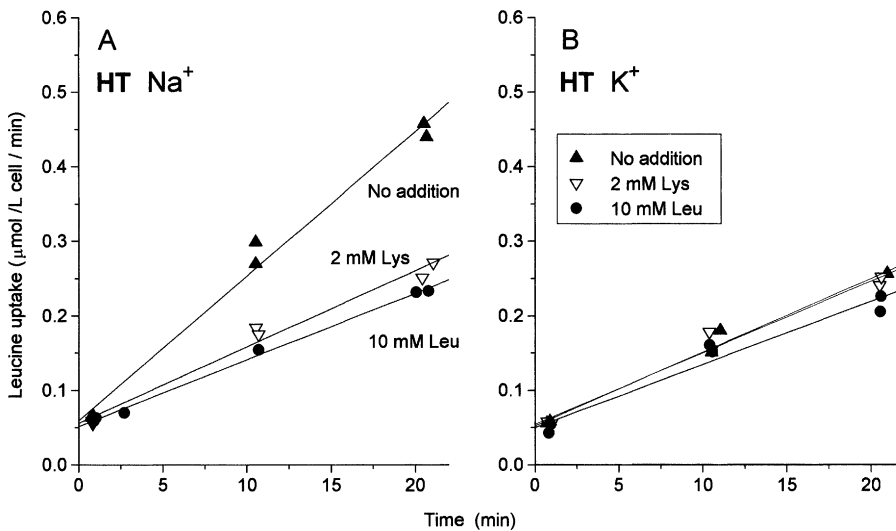 A
HT Na+
0.6
0.5
0.4
0.3
0.2
0.1
0.0
No addition
2 mM Lys
10 mM Leu
0 5 10 15 20
Leucine uptake (μmol /L cell / min)
B
HT K+
0.6
0.5
0.4
0.3
0.2
0.1
0.0
No addition
2 mM Lys
10 mM Leu
0 5 10 15 20
Time (min)